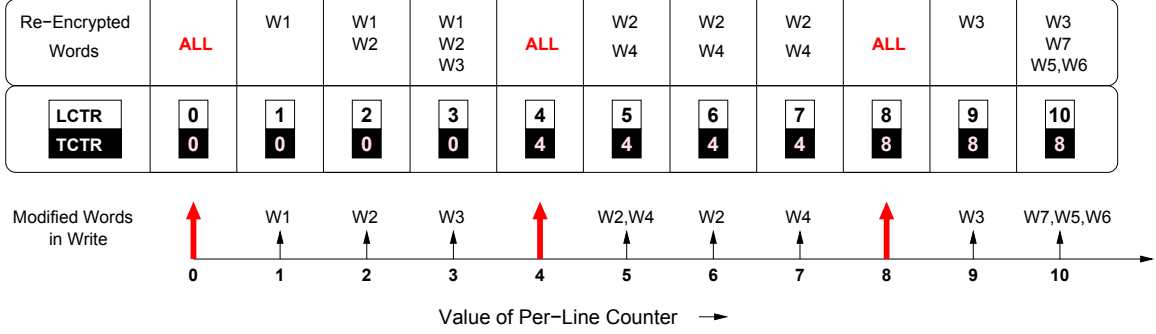 Re−Encrypted
Words
ALL
W1
W1
W2
W1
W2
W3
ALL
W2
W4
W2
W4
W2
W4
ALL
W3
W3
W7
W5,W6
LCTR 0 1 2 3 4 5 6 7 8 9 10
TCTR 0 0 0 0 4 4 4 4 8 8 8
Modified Words
in Write
W1 W2 W3 W2,W4 W2 W4 W3 W7,W5,W6
0 1 2 3 4 5 6 7 8 9 10
Value of Per−Line Counter